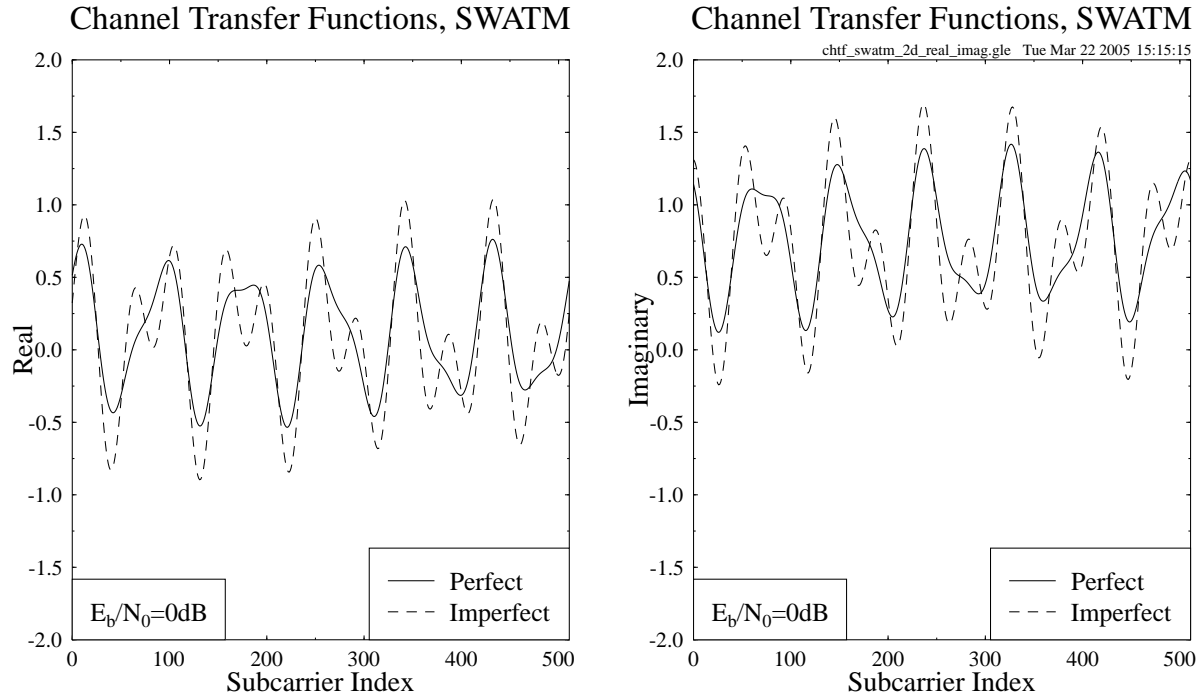 Channel Transfer Functions, SWATM
2.0
1.5
1.0
0.5
0.0
-0.5
-1.0
-1.5
-2.0
Real
E_b/N_0=0dB
Perfect
Imperfect
0 100 200 300 400 500
Subcarrier Index
Channel Transfer Functions, SWATM
chtf_swatm_2d_real_imag.gle Tue Mar 22 2005 15:15:15
2.0
1.5
1.0
0.5
0.0
-0.5
-1.0
-1.5
-2.0
Imaginary
E_b/N_0=0dB
Perfect
Imperfect
0 100 200 300 400 500
Subcarrier Index